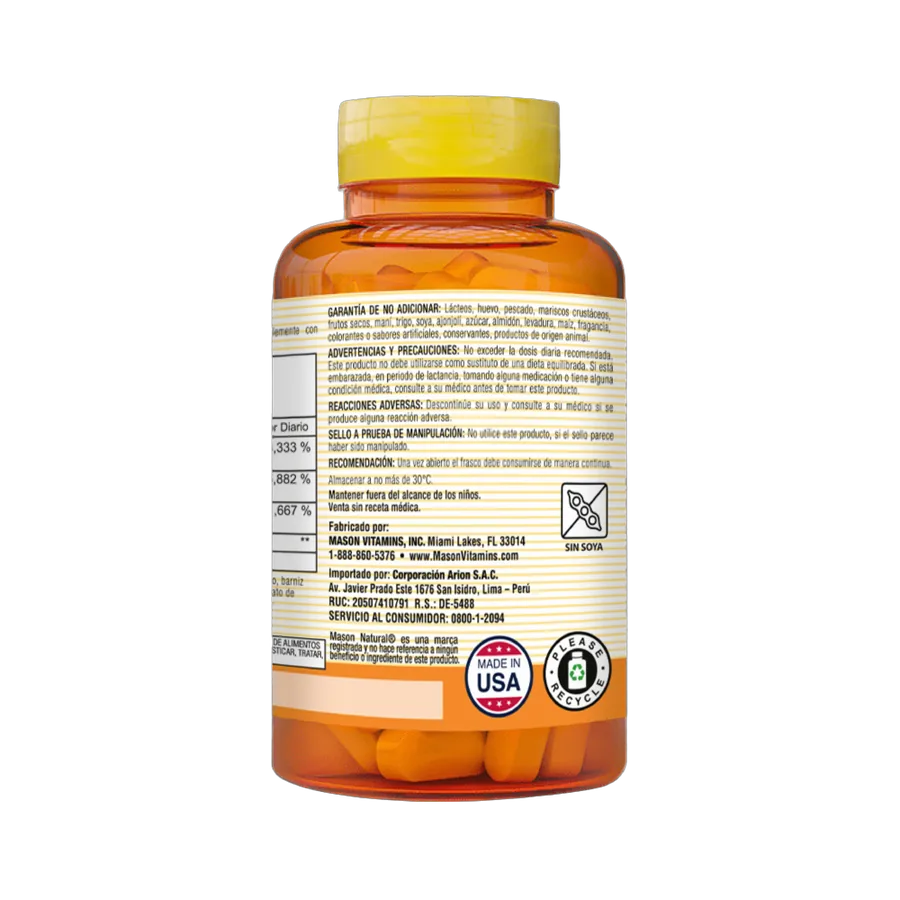 GARANTÍA DE NO ADICIONAR: Lácteos, huevo, pescado, mariscos crustáceos,
frutos secos, maní, trigo, soya, ajonjolí, azúcar, almidón, levadura, maíz, fragancia,
colorantes o sabores artificiales, conservantes, productos de origen animal.
ADVERTENCIAS Y PRECAUCIONES: No exceder la dosis diaria recomendada.
Este producto no debe utilizarse como sustituto de una dieta equilibrada. Si está
embarazada, en periodo de lactancia, tomando alguna medicación o tiene alguna
condición médica, consulte a su médico antes de tomar este producto.
REACCIONES ADVERSAS: Descontinúe su uso y consulte a su médico si se
produce alguna reacción adversa.
SELLO A PRUEBA DE MANIPULACIÓN: No utilice este producto, si el sello parece
haber sido manipulado.
RECOMENDACIÓN: Una vez abierto el frasco debe consumirse de manera continua.
Almacenar a no más de 30°C.
Mantener fuera del alcance de los niños.
Venta sin receta médica.
Fabricado por:
MASON VITAMINS, INC. Miami Lakes, FL 33014
1-888-860-5376 • www.MasonVitamins.com
Importado por: Corporación Arion S.A.C.
Av. Javier Prado Este 1676 San Isidro, Lima – Perú
RUC: 20507410791 R.S.: DE-5488
SERVICIO AL CONSUMIDOR: 0800-1-2094
Mason Natural® es una marca
registrada y no hace referencia a ningún
beneficio o ingrediente de este producto.
SIN SOYA
MADE IN
USA
PLEASE
RECYCLE
con
Diario
,333 %
,882 %
,667 %
**
barniz
de
DE ALIMENTOS
TRATAR,